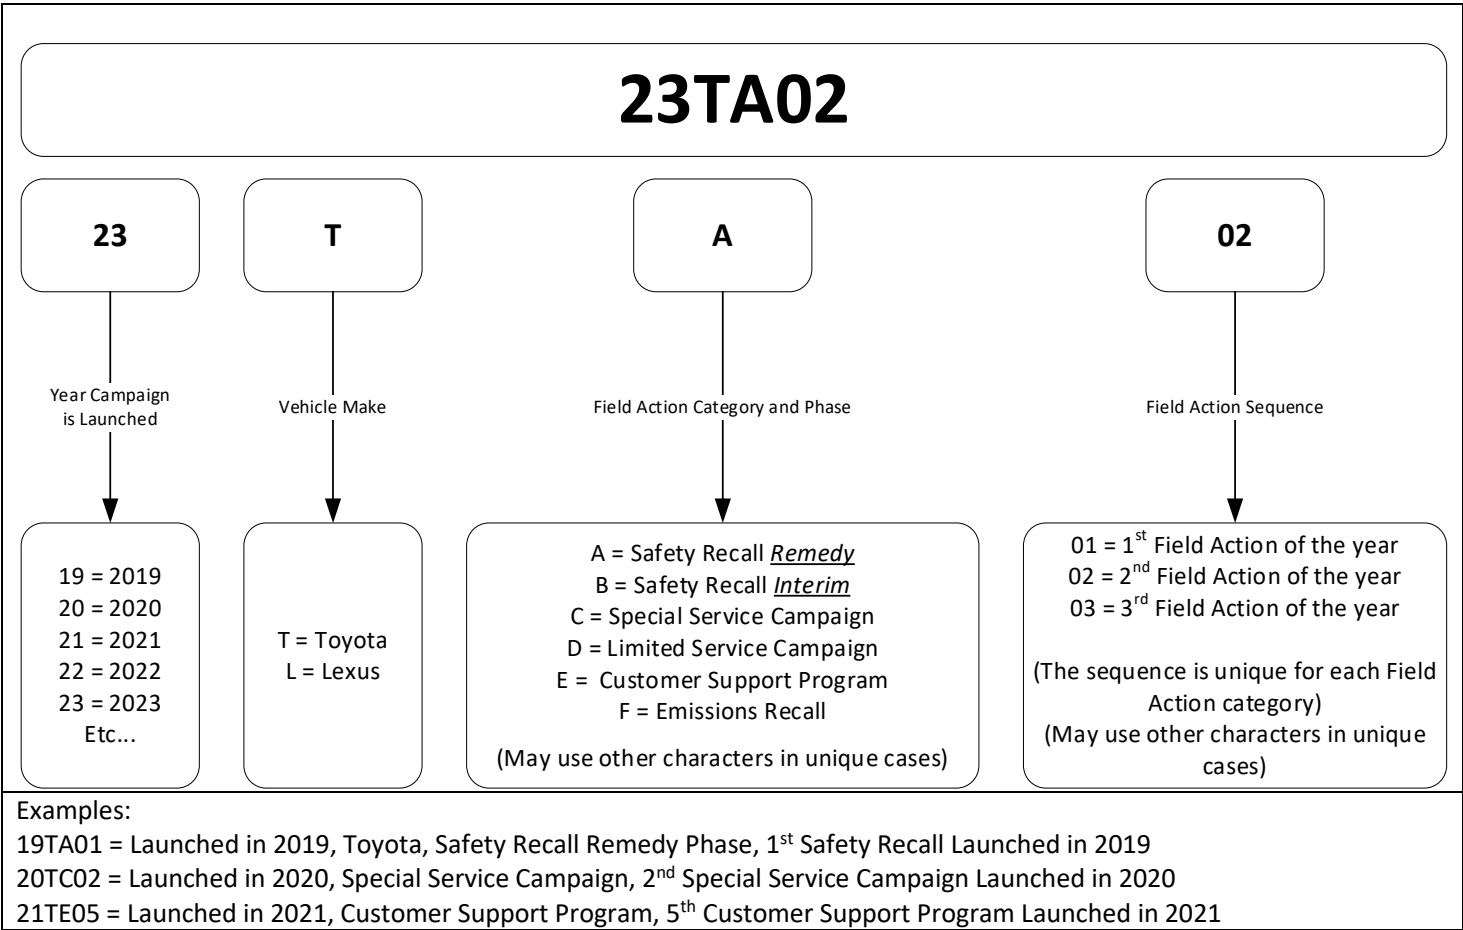 23TA02
23
T
A
02
Year Campaign
is Launched
Vehicle Make
Field Action Category and Phase
Field Action Sequence
19 = 2019
20 = 2020
21 = 2021
22 = 2022
23 = 2023
Etc...
T = Toyota
L = Lexus
A = Safety Recall Remedy
B = Safety Recall Interim
C = Special Service Campaign
D = Limited Service Campaign
E =  Customer Support Program
F = Emissions Recall
(May use other characters in unique cases)
01 = 1st Field Action of the year
02 = 2nd Field Action of the year
03 = 3rd Field Action of the year
(The sequence is unique for each Field
Action category)
(May use other characters in unique
cases)
Examples:
19TA01 = Launched in 2019, Toyota, Safety Recall Remedy Phase, 1st Safety Recall Launched in 2019
20TC02 = Launched in 2020, Special Service Campaign, 2nd Special Service Campaign Launched in 2020
21TE05 = Launched in 2021, Customer Support Program, 5th Customer Support Program Launched in 2021